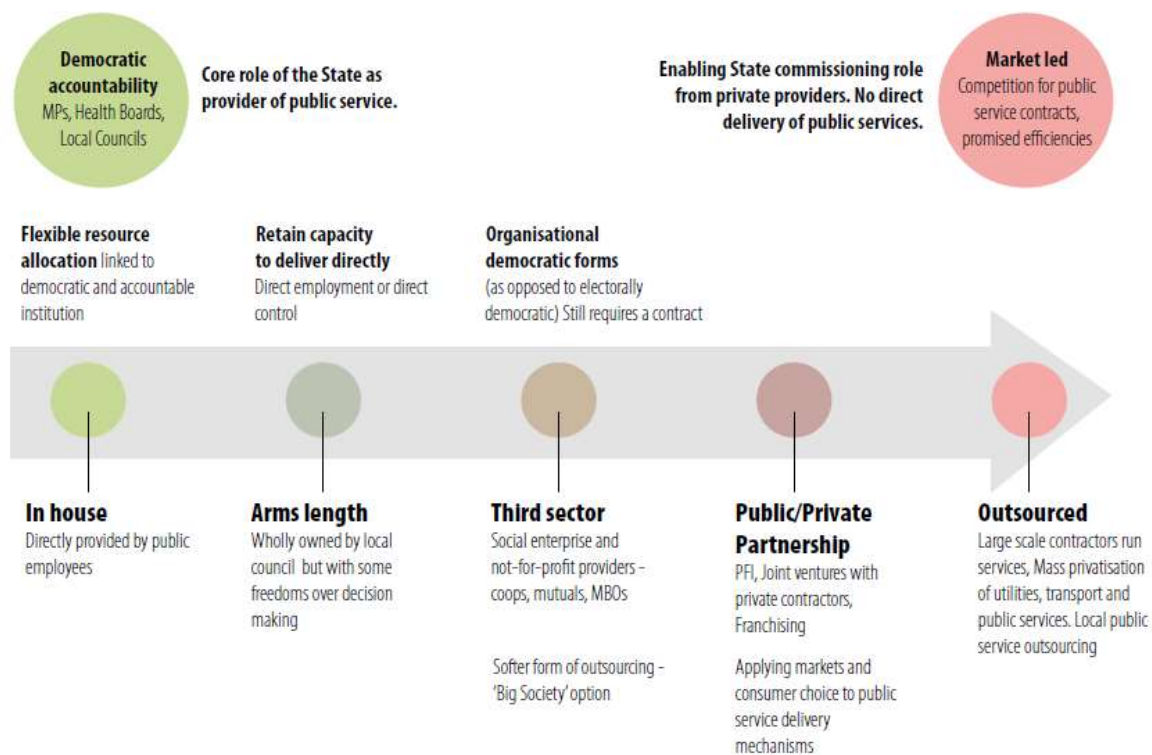 Democratic
accountability
MPs, Health Boards,
Local Councils
Core role of the State as
provider of public service.
Enabling State commissioning role
from private providers. No direct
delivery of public services.
Market led
Competition for public
service contracts,
promised efficiencies
Flexible resource
allocation linked to
democratic and accountable
institution
Retain capacity
to deliver directly
Direct employment or direct
control
Organisational
democratic forms
(as opposed to electorally
democratic) Still requires a contract
In house
Directly provided by public
employees
Arms length
Wholly owned by local
council but with some
freedoms over decision
making
Third sector
Social enterprise and
not-for-profit providers -
coops, mutuals, MBOs
Softer form of outsourcing -
'Big Society' option
Public/Private
Partnership
PFI, Joint ventures with
private contractors,
Franchising
Applying markets and
consumer choice to public
service delivery
mechanisms
Outsourced
Large scale contractors run
services, Mass privatisation
of utilities, transport and
public services. Local public
service outsourcing